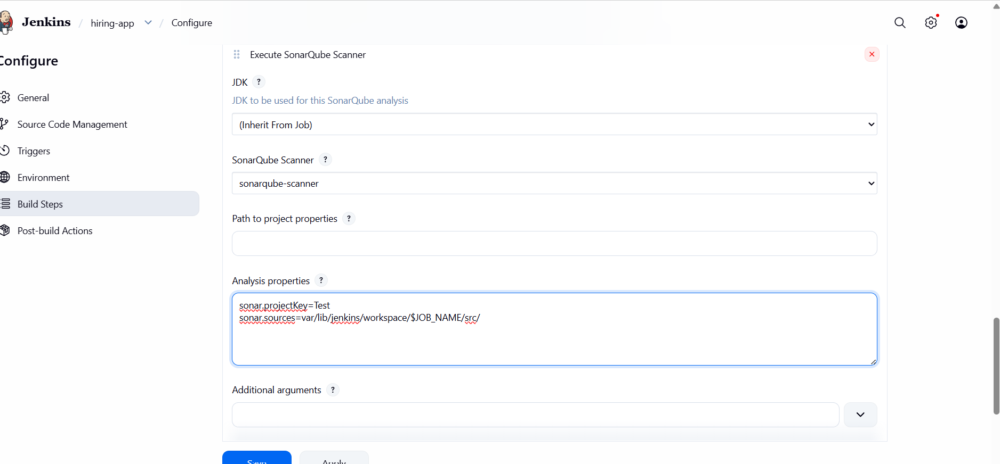 Jenkins / hiring-app / Configure
Configure
General
Source Code Management
Triggers
Environment
Build Steps
Post-build Actions
Execute SonarQube Scanner
JDK ?
JDK to be used for this SonarQube analysis
(Inherit From Job)
SonarQube Scanner ?
sonarqube-scanner
Path to project properties ?
Analysis properties ?
sonar.projectKey=Test
sonar.sources=var/lib/jenkins/workspace/$JOB_NAME/src/
Additional arguments ?
Save Apply